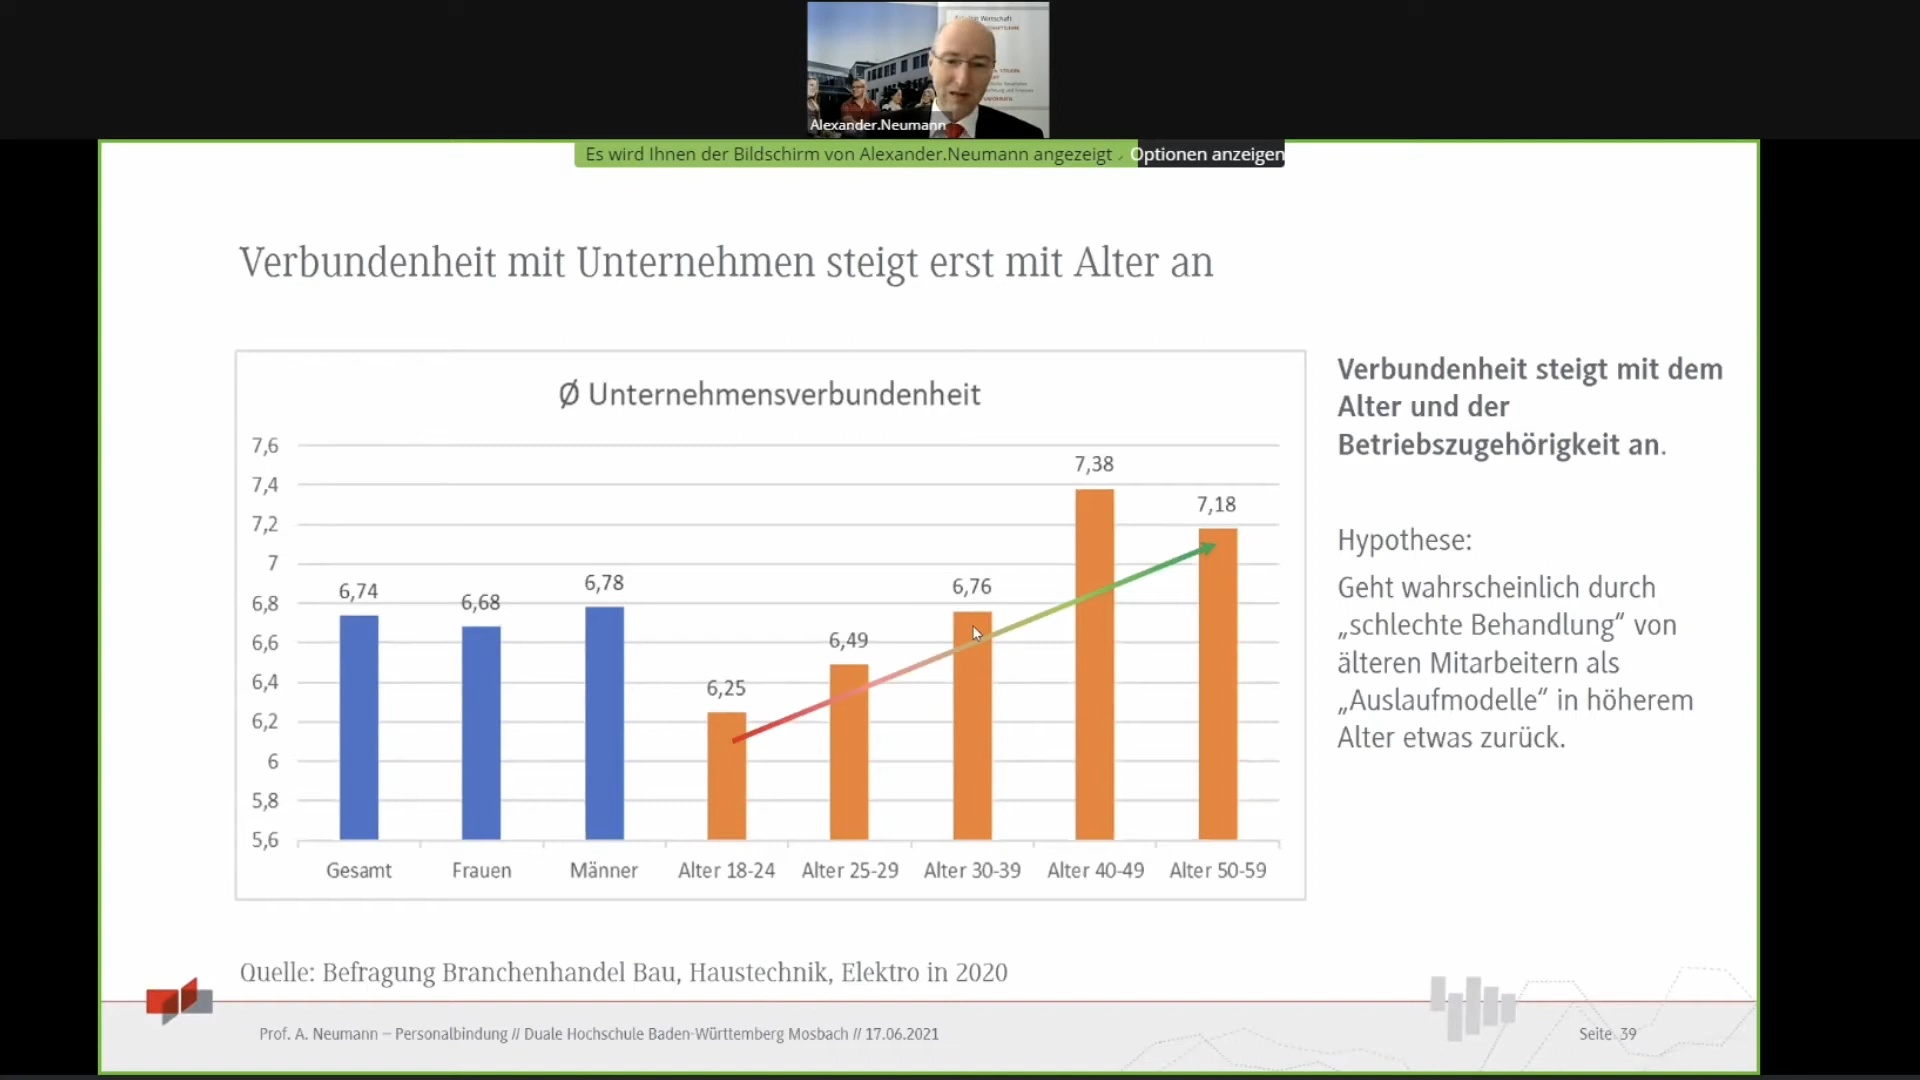 Alexander.Neumann
Es wird Ihnen der Bildschirm von Alexander.Neumann angezeigt
Optionen anzeigen
Verbundenheit mit Unternehmen steigt erst mit Alter an
Ø Unternehmensverbundenheit
7,6
7,4
7,2
7
6,8
6,6
6,4
6,2
6
5,8
5,6
6,74
6,68
6,78
6,25
6,49
6,76
7,38
7,18
Gesamt
Frauen
Männer
Alter 18-24
Alter 25-29
Alter 30-39
Alter 40-49
Alter 50-59
Verbundenheit steigt mit dem
Alter und der
Betriebszugehörigkeit an.
Hypothese:
Geht wahrscheinlich durch
„schlechte Behandlung“ von
älteren Mitarbeitern als
„Auslaufmodelle“ in höherem
Alter etwas zurück.
Quelle: Befragung Branchenhandel Bau, Haustechnik, Elektro in 2020
Prof. A. Neumann – Personalbindung // Duale Hochschule Baden-Württemberg Mosbach // 17.06.2021
Seite 39